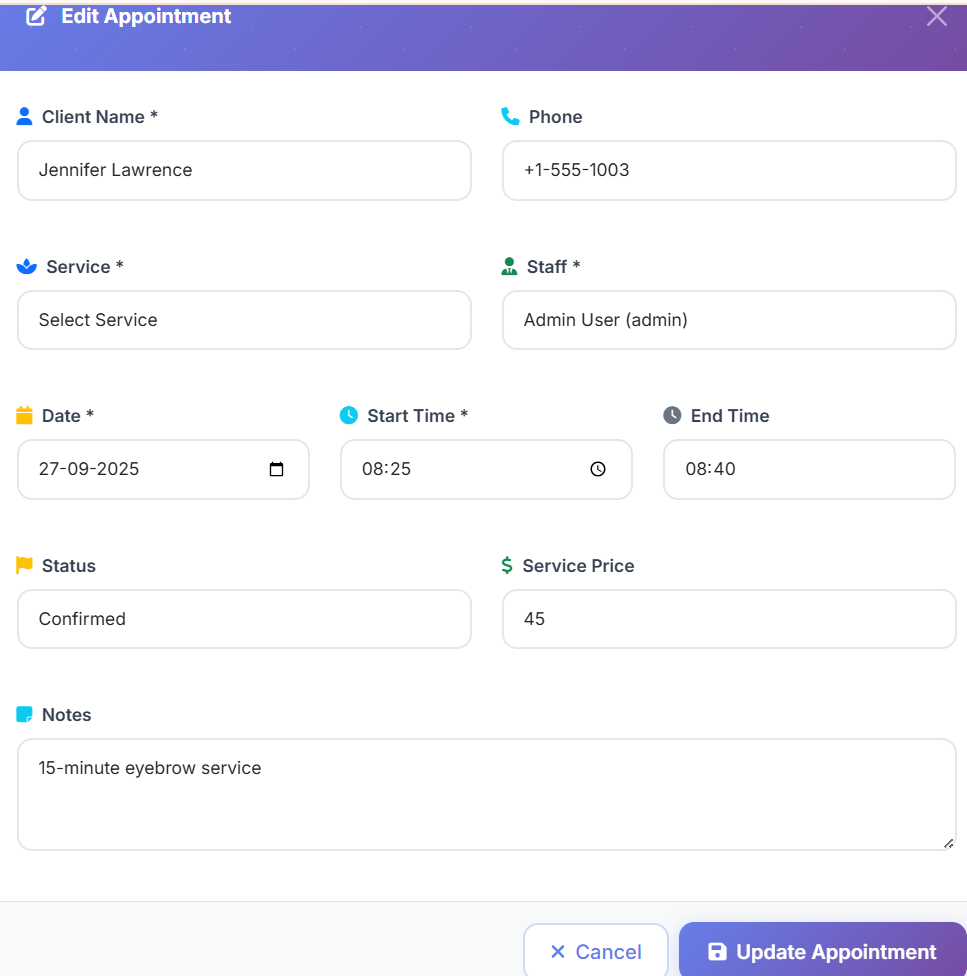 Edit Appointment
Client Name *
Phone
Jennifer Lawrence
+1-555-1003
Service *
Staff *
Select Service
Admin User (admin)
Date *
Start Time *
End Time
27-09-2025
08:25
08:40
Status
Service Price
Confirmed
45
Notes
15-minute eyebrow service
Cancel
Update Appointment